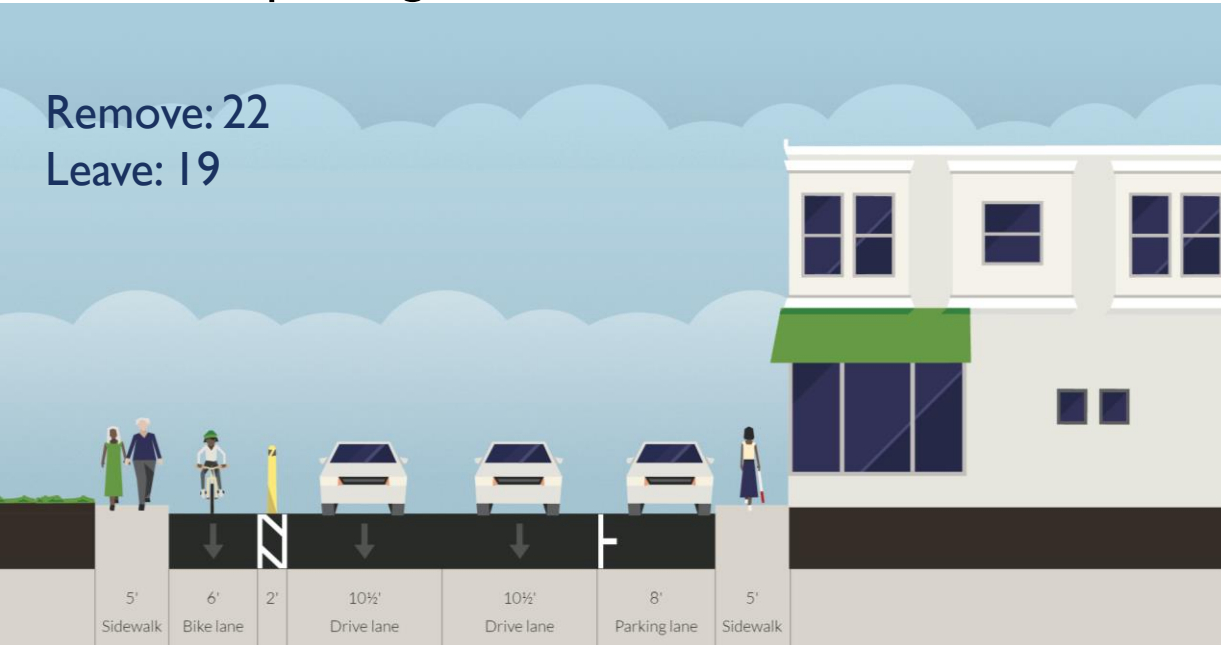 Remove: 22
Leave: 19
5' 6' 2' 10½' 10½' 8' 5'
Sidewalk Bike lane Drive lane Drive lane Parking lane Sidewalk